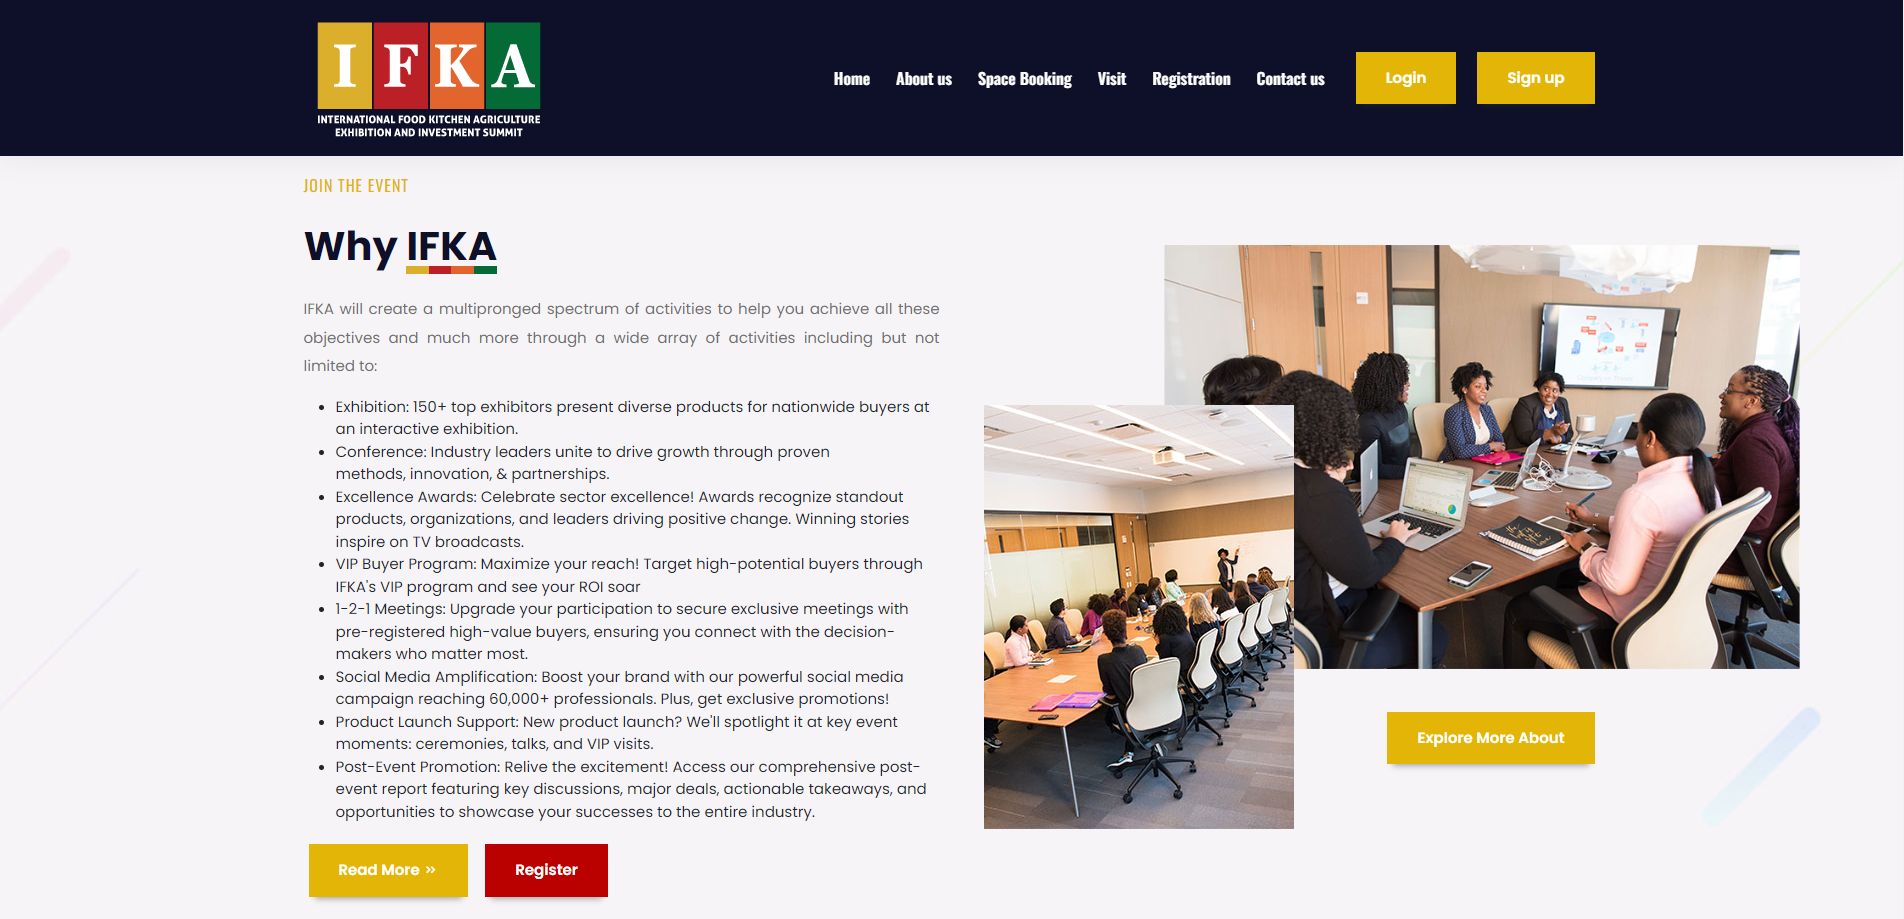 IFKA
INTERNATIONAL FOOD KITCHEN AGRICULTURE
EXHIBITION AND INVESTMENT SUMMIT
Home About us Space Booking Visit Registration Contact us Login Sign up
JOIN THE EVENT
Why IFKA
IFKA will create a multipronged spectrum of activities to help you achieve all these
objectives and much more through a wide array of activities including but not
limited to:
• Exhibition: 150+ top exhibitors present diverse products for nationwide buyers at
an interactive exhibition.
• Conference: Industry leaders unite to drive growth through proven
methods, innovation, & partnerships.
• Excellence Awards: Celebrate sector excellence! Awards recognize standout
products, organizations, and leaders driving positive change. Winning stories
inspire on TV broadcasts.
• VIP Buyer Program: Maximize your reach! Target high-potential buyers through
IFKA's VIP program and see your ROI soar
• 1-2-1 Meetings: Upgrade your participation to secure exclusive meetings with
pre-registered high-value buyers, ensuring you connect with the decision-
makers who matter most.
• Social Media Amplification: Boost your brand with our powerful social media
campaign reaching 60,000+ professionals. Plus, get exclusive promotions!
• Product Launch Support: New product launch? We'll spotlight it at key event
moments: ceremonies, talks, and VIP visits.
• Post-Event Promotion: Relive the excitement! Access our comprehensive post-
event report featuring key discussions, major deals, actionable takeaways, and
opportunities to showcase your successes to the entire industry.
Read More »
Register
Explore More About